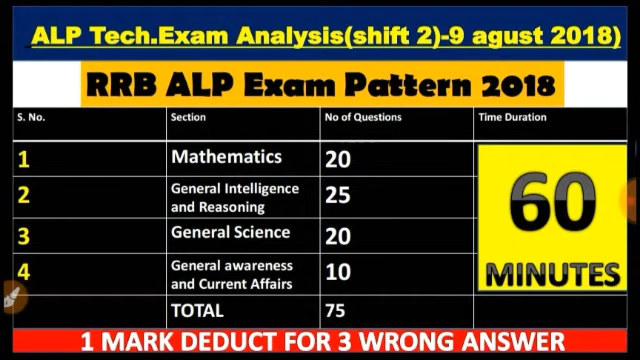 ALP Tech.Exam Analysis(shift 2)-9 agust 2018)
RRB ALP Exam Pattern 2018
S. No. Section No of Questions Time Duration
1 Mathematics 20
2 General Intelligence and Reasoning 25
3 General Science 20
4 General awareness and Current Affairs 10
60
MINUTES
TOTAL 75
1 MARK DEDUCT FOR 3 WRONG ANSWER